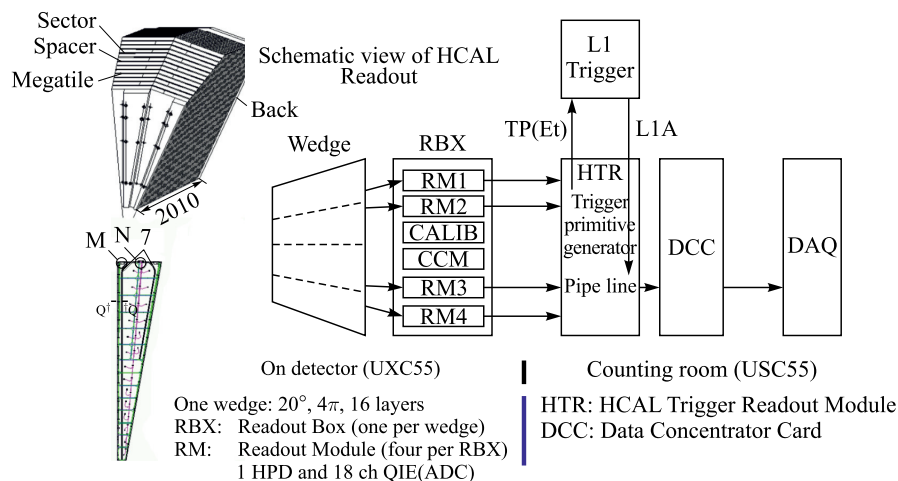 Sector
Spacer
Megatile
Back
2010
M N 7
Q† †Q
Schematic view of HCAL
Readout
Wedge
RBX
RM1
RM2
CALIB
CCM
RM3
RM4
L1
Trigger
TP(Et)
L1A
HTR
Trigger
primitive
generator
Pipe line
DCC
DAQ
On detector (UXC55)
Counting room (USC55)
One wedge: 20°, 4π, 16 layers
RBX: Readout Box (one per wedge)
RM: Readout Module (four per RBX)
1 HPD and 18 ch QIE(ADC)
HTR: HCAL Trigger Readout Module
DCC: Data Concentrator Card